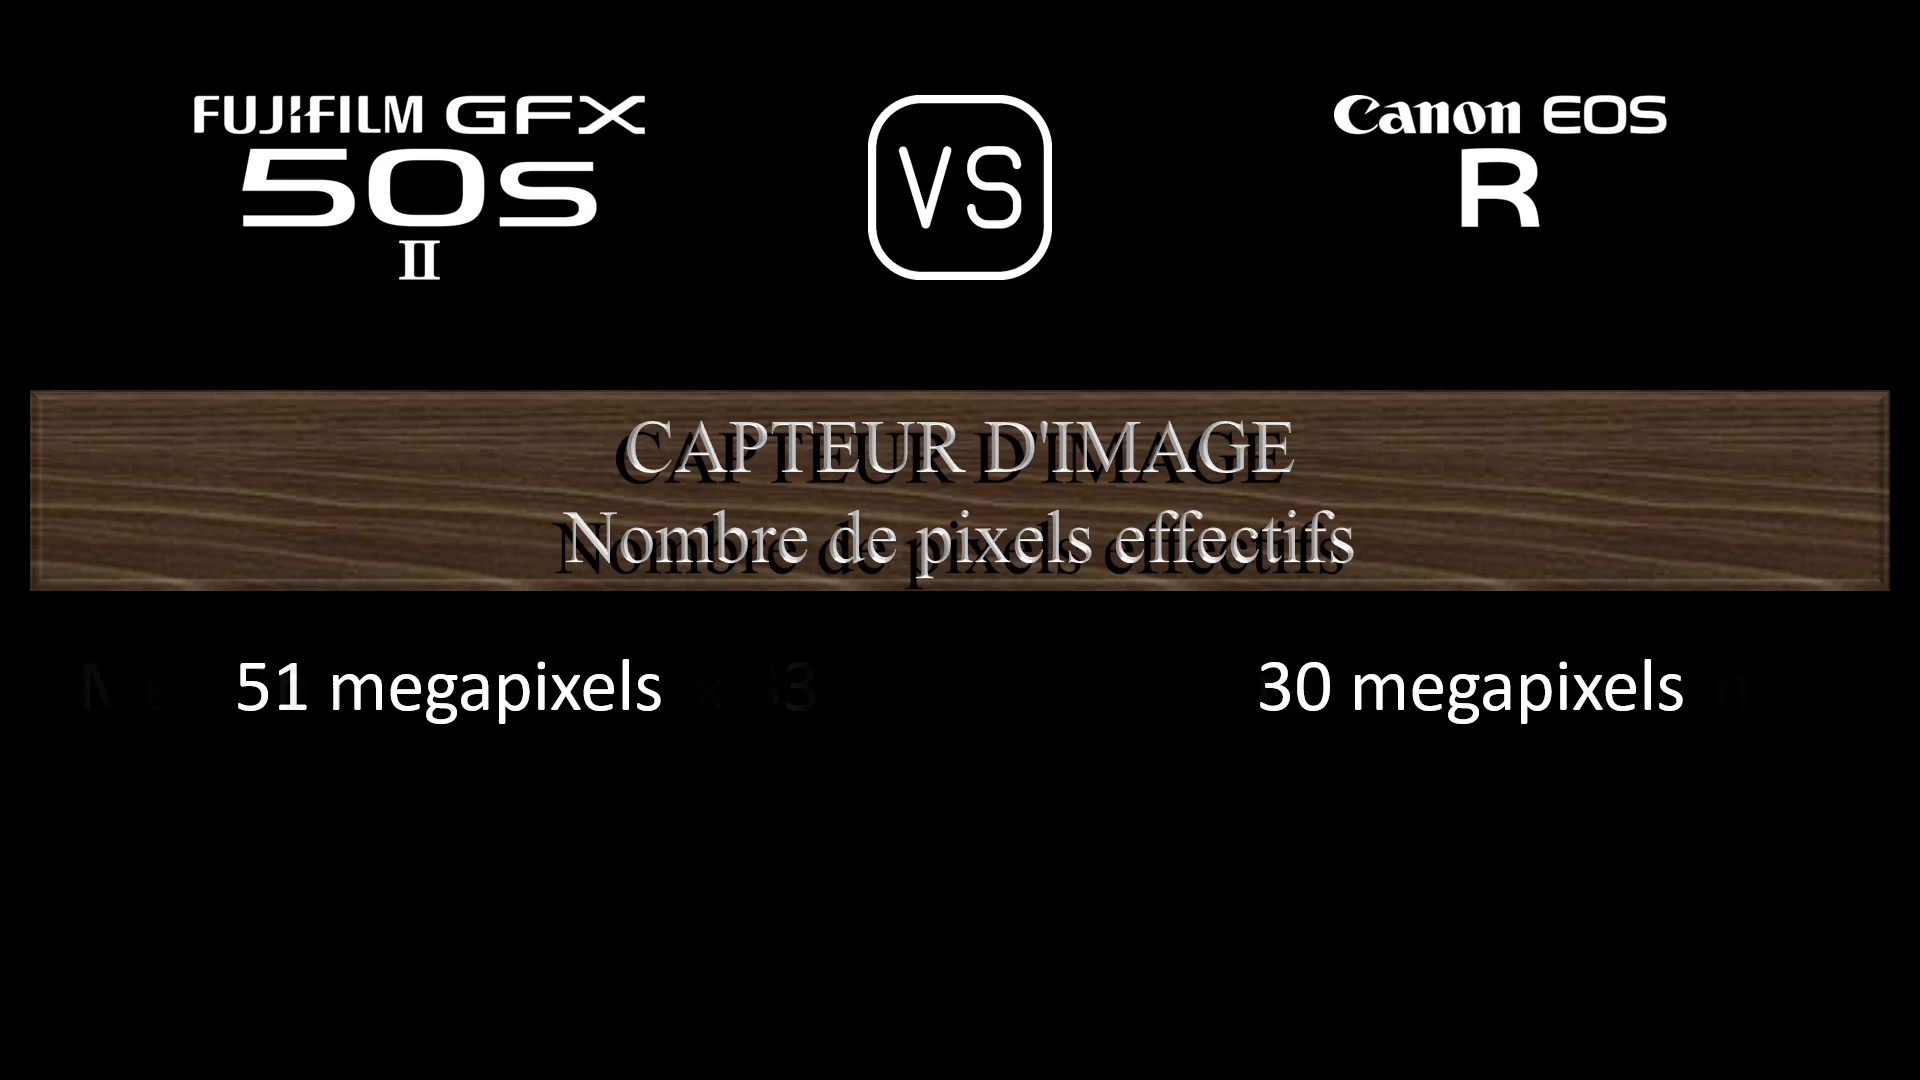 FUJIFILM GFX
50s
II
VS
Canon EOS
R
CAPTEUR D'IMAGE
Nombre de pixels effectifs
51 megapixels
30 megapixels